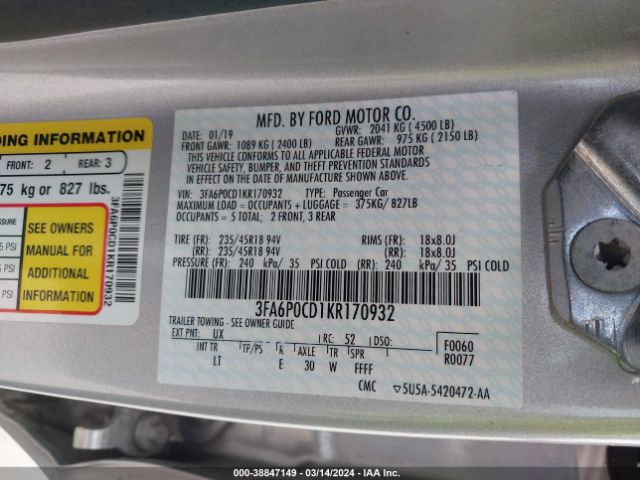 DING INFORMATION
FRONT: 2 REAR: 3
75 kg or 827 lbs.
ESSURE
5 PSI
5 PSI
PSI
SEE OWNERS
MANUAL FOR
ADDITIONAL
INFORMATION
3FA6P0CD1KR170932
MFD. BY FORD MOTOR CO.
01/19 GVWR: 2041 KG (4500 LB)
FRONT GAWR: 1089 KG (2400 LB) REAR GAWR: 975 KG (2150 LB)
THIS VEHICLE CONFORMS TO ALL APPLICABLE FEDERAL MOTOR
VEHICLE SAFETY, BUMPER, AND THEFT PREVENTION STANDARDS
IN EFFECT ON THE DATE OF MANUFACTURE SHOWN ABOVE.
VIN: 3FA6P0CD1KR170932 TYPE: Passenger Car
MAXIMUM LOAD = OCCUPANTS + LUGGAGE = 375KG/ 827LB
OCCUPANTS = 5 TOTAL; 2 FRONT, 3 REAR
TIRE (FR): 235/45R18 94V RIMS (FR): 18x8.0J
(RR): 235/45R18 94V (RR): 18x8.0J
PRESSURE (FR): 240 kPa/ 35 PSI COLD (RR): 240 kPa/ 35 PSI COLD
3FA6P0CD1KR170932
TRAILER TOWING - SEE OWNER GUIDE
EXT PNT: UX RC: 52 DSO: F0060
INT TR TP/PS R AXLE TR SPR R0077
LT E 30 W FFFF
CMC 5U5A-5420472-AA
000-38847149 - 03/14/2024 - IAA Inc.